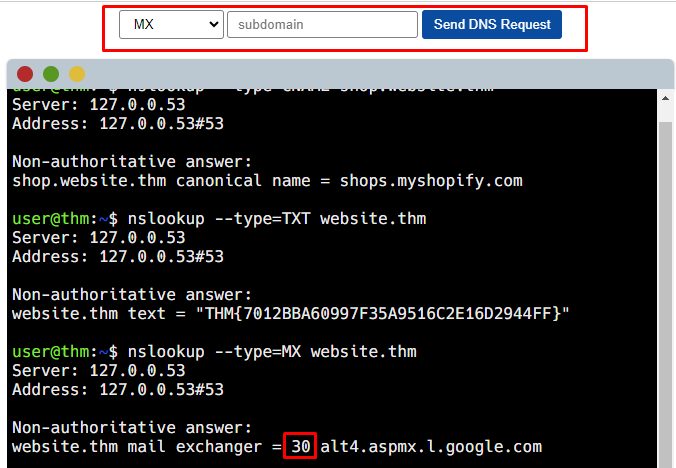 MX subdomain Send DNS Request
user@thm:~$ nslookup --type=CNAME shop.website.thm
Server: 127.0.0.53
Address: 127.0.0.53#53
Non-authoritative answer:
shop.website.thm canonical name = shops.myshopify.com
user@thm:~$ nslookup --type=TXT website.thm
Server: 127.0.0.53
Address: 127.0.0.53#53
Non-authoritative answer:
website.thm text = "THM{7012BBA60997F35A9516C2E16D2944FF}"
user@thm:~$ nslookup --type=MX website.thm
Server: 127.0.0.53
Address: 127.0.0.53#53
Non-authoritative answer:
website.thm mail exchanger = 30 alt4.aspmx.l.google.com